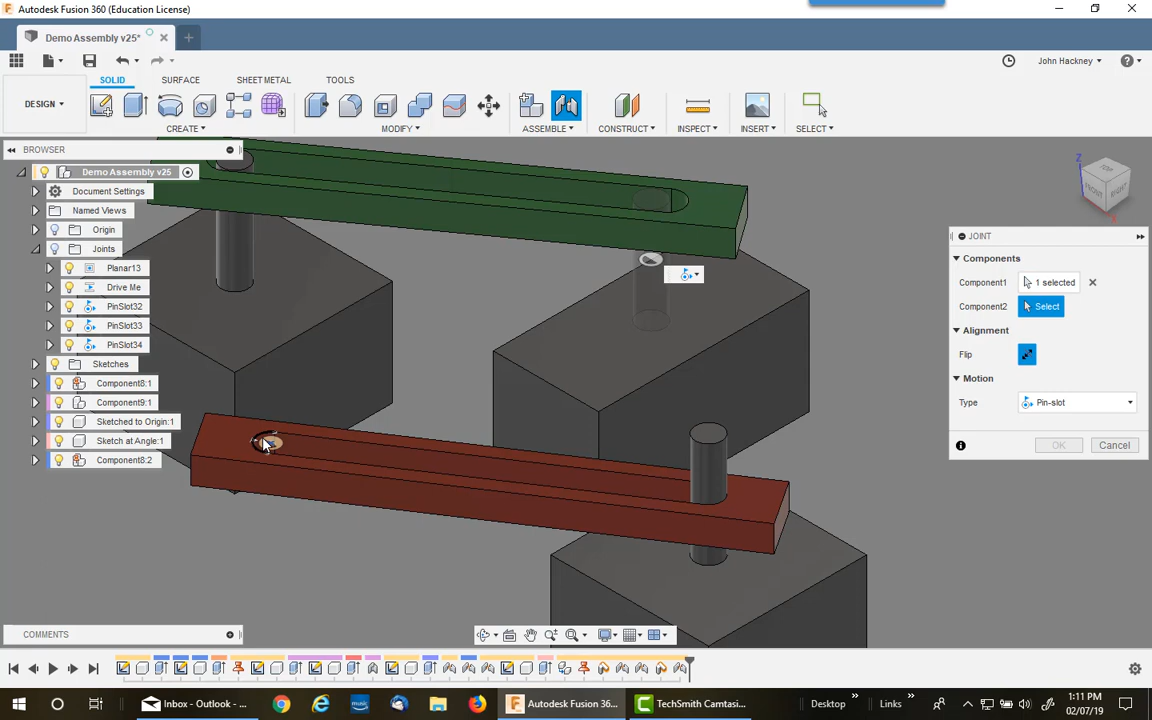 Autodesk Fusion 360 (Education License)
Demo Assembly v25*
John Hackney
SOLID
SURFACE
SHEET METAL
TOOLS
DESIGN
CREATE
MODIFY
ASSEMBLE
CONSTRUCT
INSPECT
INSERT
SELECT
BROWSER
Demo Assembly v25
Document Settings
Named Views
Origin
Joints
Planar13
Drive Me
PinSlot32
PinSlot33
PinSlot34
Sketches
Component8:1
Component9:1
Sketched to Origin:1
Sketch at Angle:1
Component8:2
Z
TOP
FRONT
RIGHT
X
JOINT
Components
Component1
1 selected
Component2
Select
Alignment
Flip
Motion
Type
Pin-slot
OK
Cancel
COMMENTS
Inbox - Outlook - ...
Autodesk Fusion 36...
TechSmith Camtasi...
Desktop
Links
1:11 PM
02/07/19